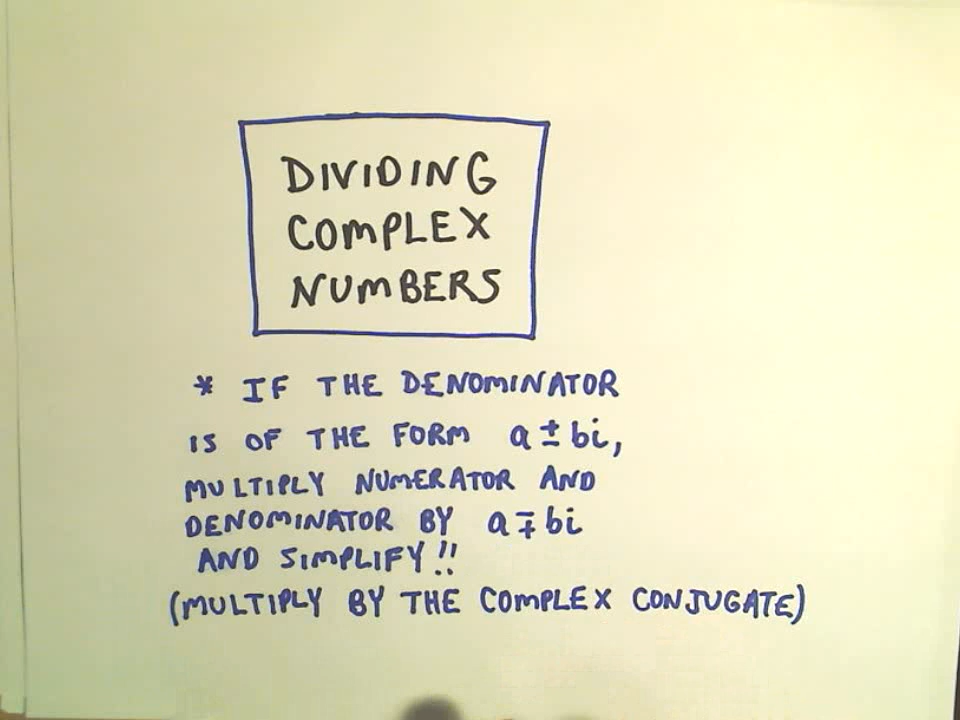 DIVIDING
COMPLEX
NUMBERS
* IF THE DENOMINATOR
IS OF THE FORM a ± bi,
MULTIPLY NUMERATOR AND
DENOMINATOR BY a ∓ bi
AND SIMPLIFY!!
(MULTIPLY BY THE COMPLEX CONJUGATE)